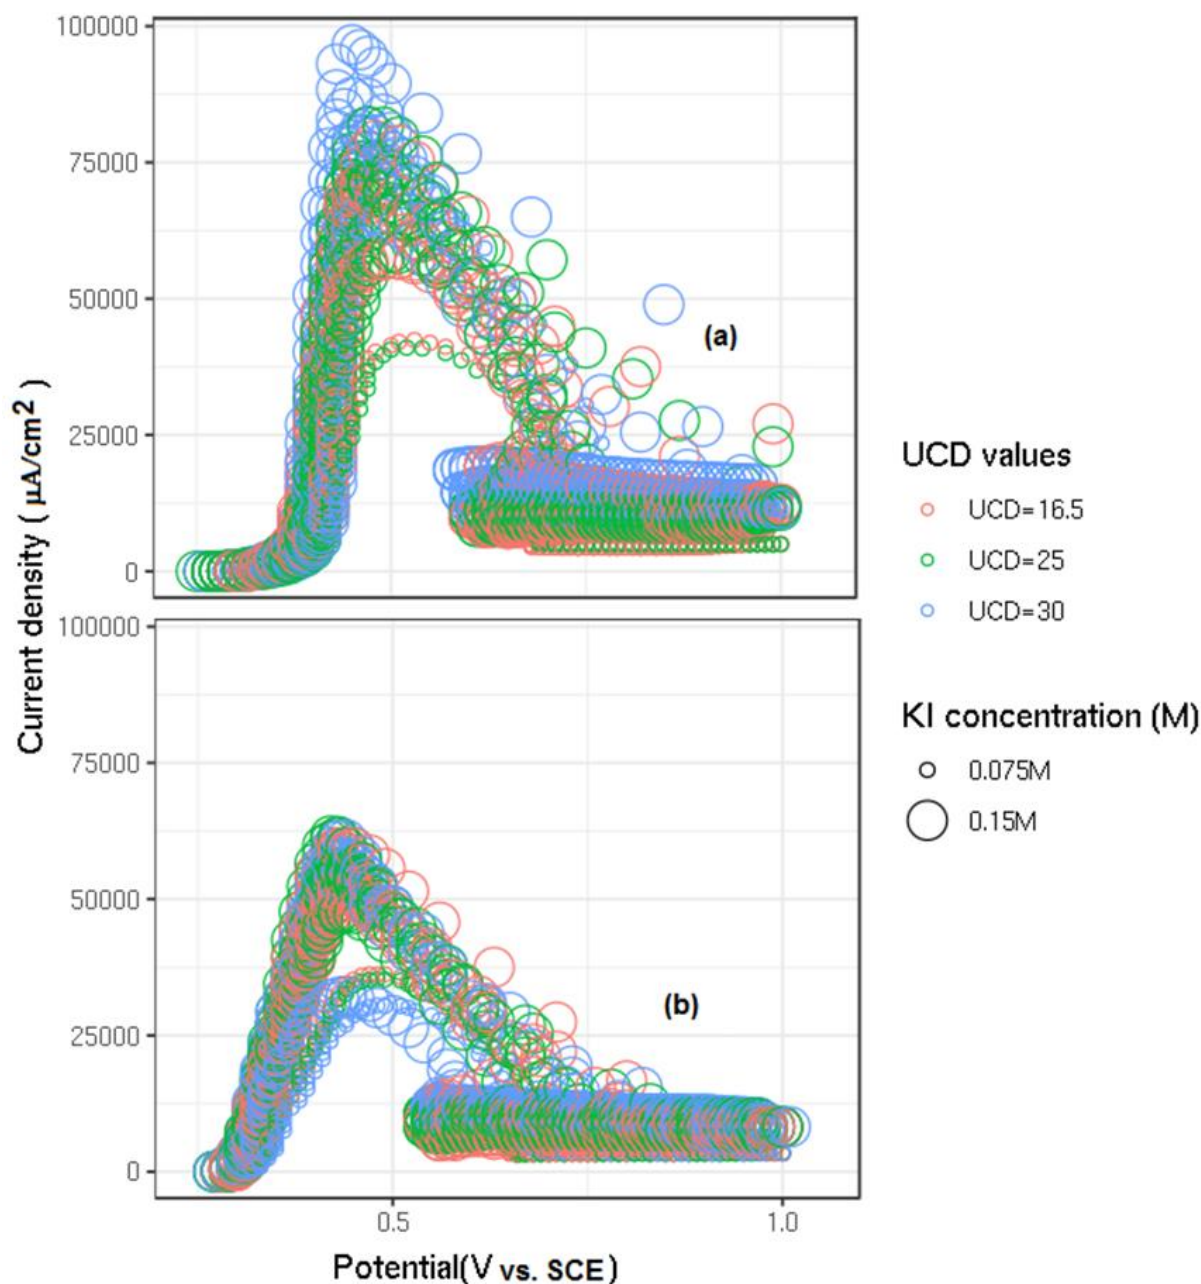 100000
75000
50000
25000
0
(a)
100000
75000
50000
25000
0
(b)
0.5
1.0
Current density ( µA/cm²)
Potential(V vs. SCE)
UCD values
UCD=16.5
UCD=25
UCD=30
KI concentration (M)
0.075M
0.15M